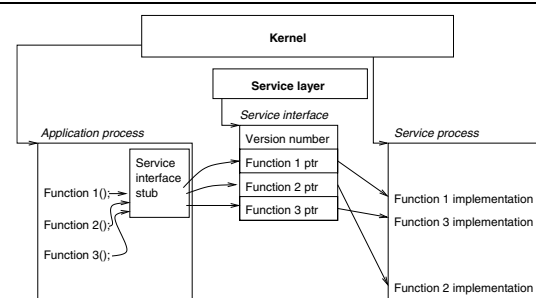 Kernel
Service layer
Application process
Service interface
Service process
Version number
Service
interface
stub
Function 1 ptr
Function 2 ptr
Function 3 ptr
Function 1();
Function 2();
Function 3();
Function 1 implementation
Function 3 implementation
Function 2 implementation